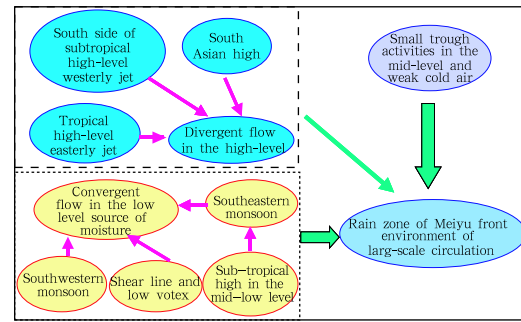 South side of
subtropical
high-level
westerly jet
South
Asian high
Tropical
high-level
easterly jet
Divergent flow
in the high-level
Small trough
activities in the
mid-level and
weak cold air
Convergent
flow in the low
level source of
moisture
Southeastern
monsoon
Southwestern
monsoon
Shear line and
low votex
Sub-tropical
high in the
mid-low level
Rain zone of Meiyu front
environment of
larg-scale circulation